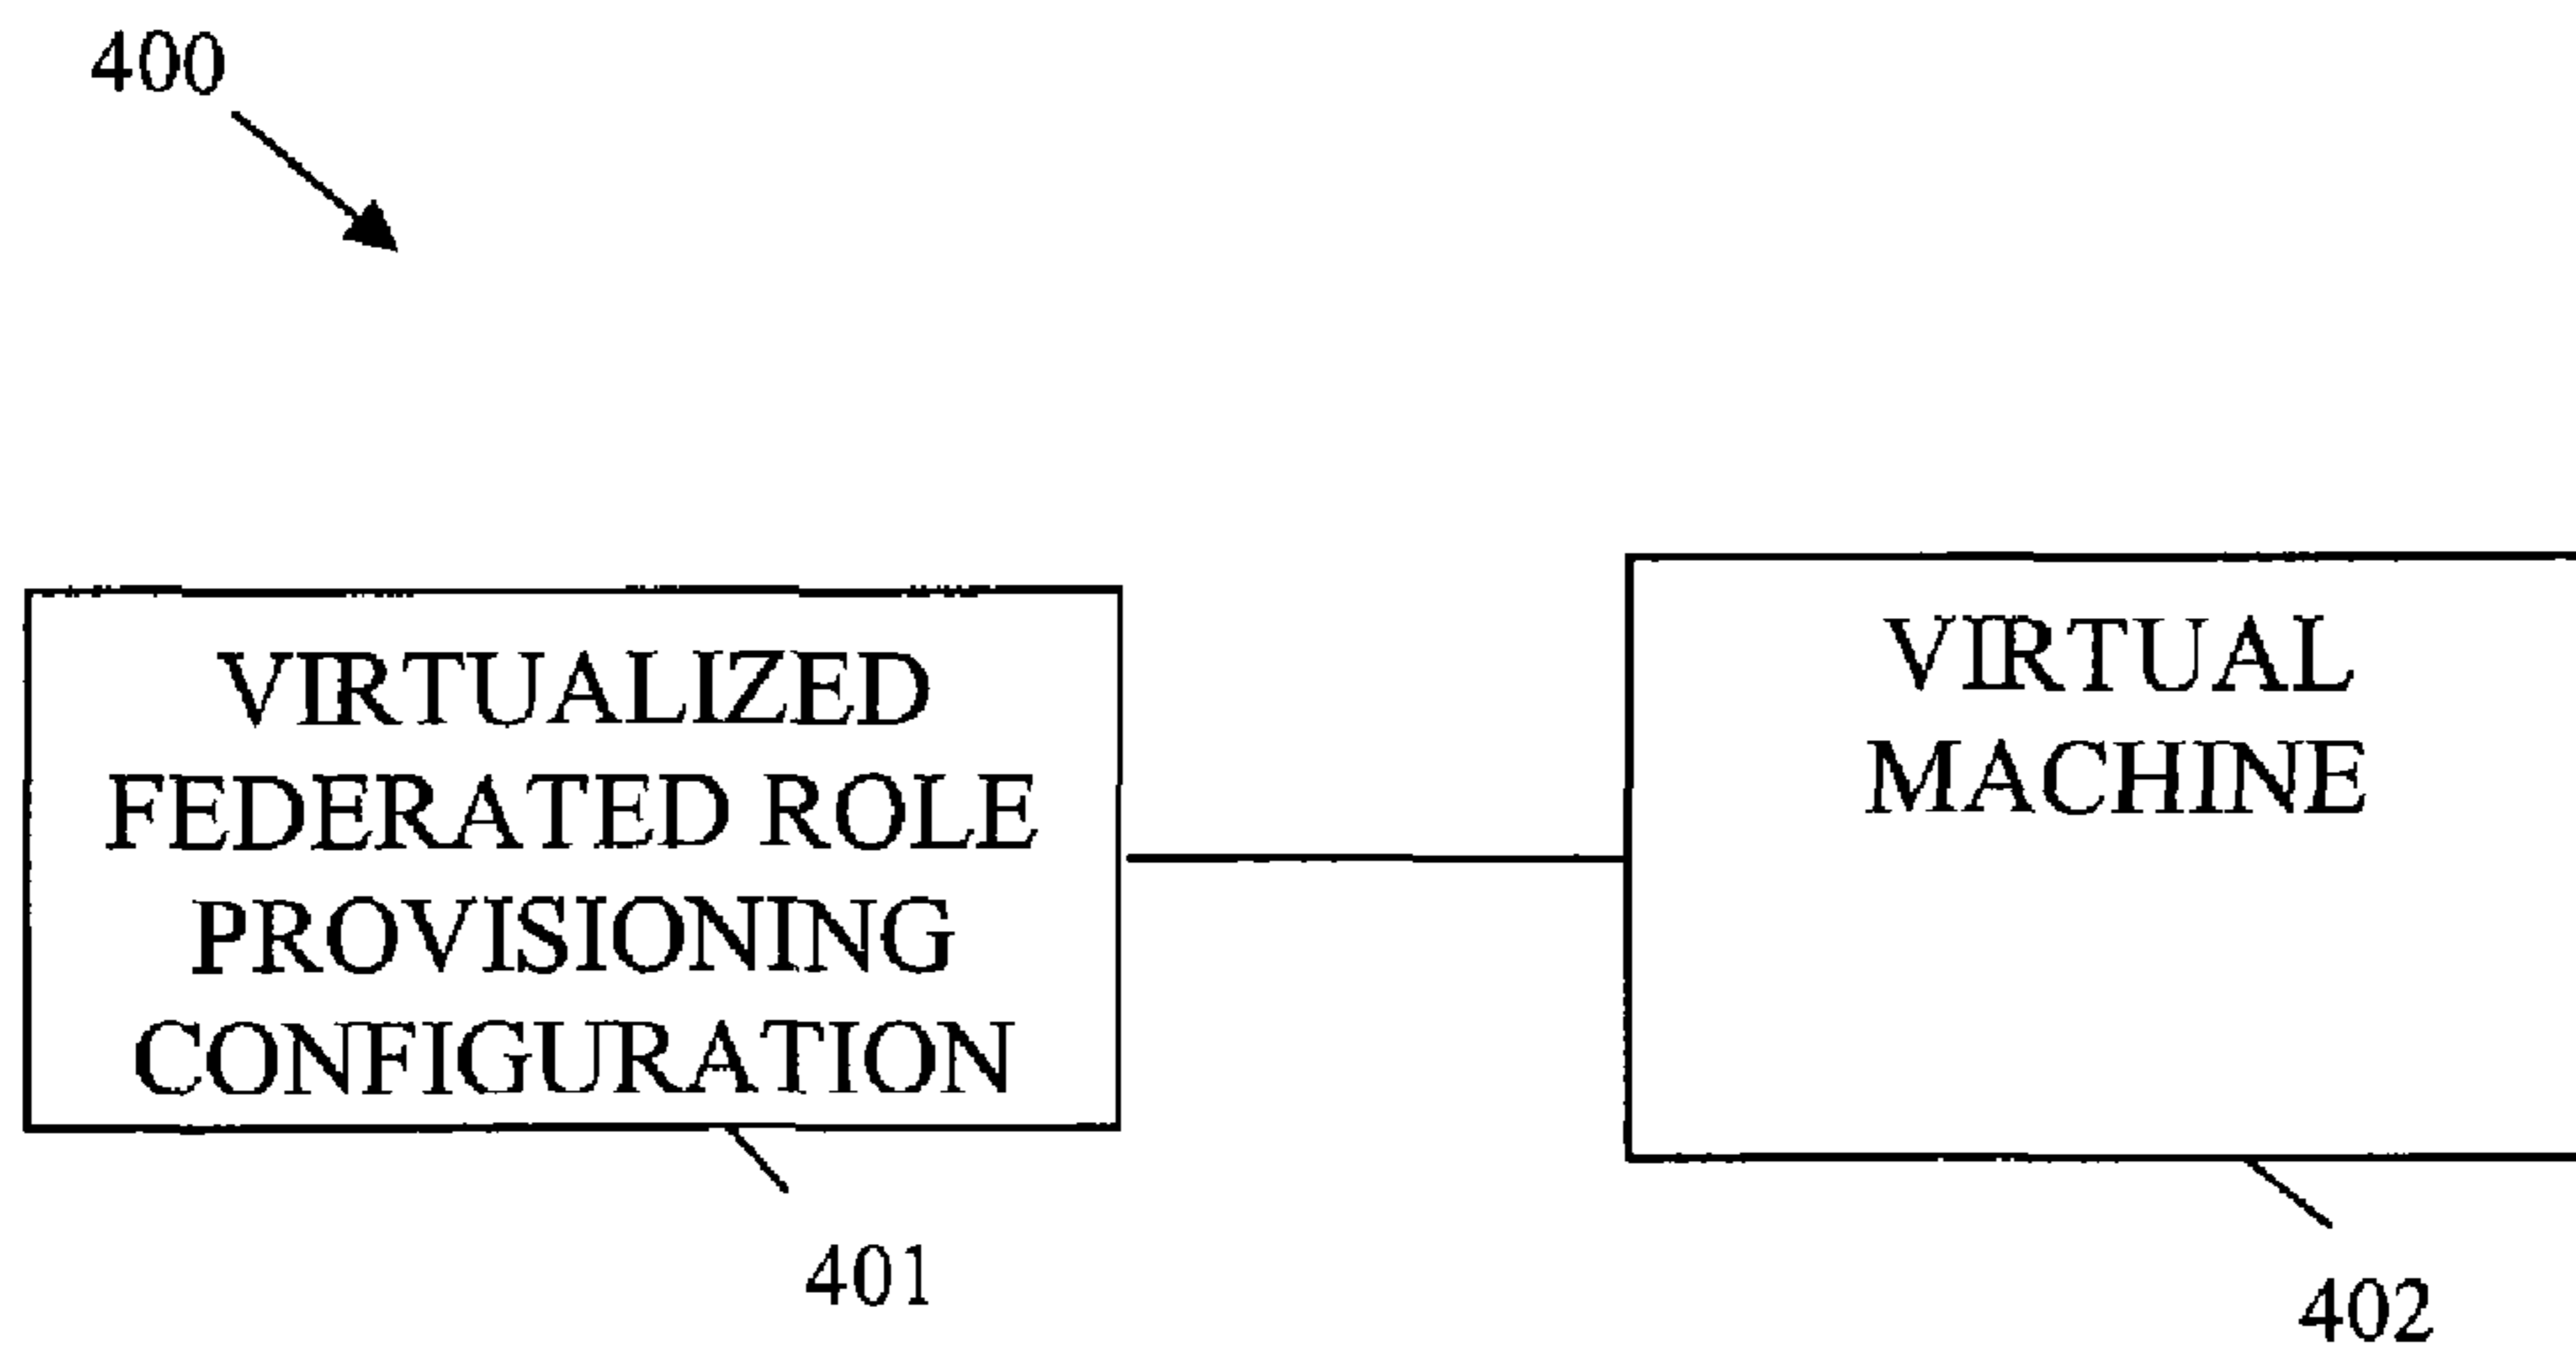 400
VIRTUALIZED
FEDERATED ROLE
PROVISIONING
CONFIGURATION
401
VIRTUAL
MACHINE
402